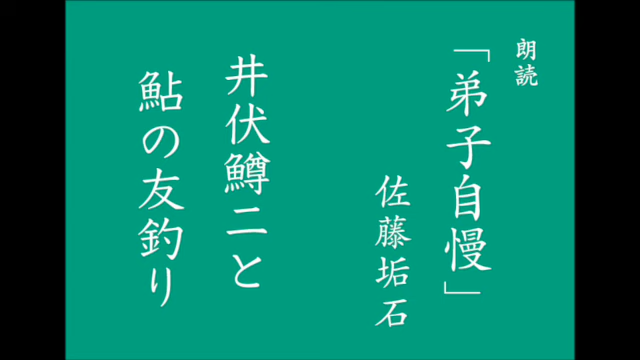 朗読
「弟子自慢」
佐藤垢石
井伏鱒二と
鮎の友釣り